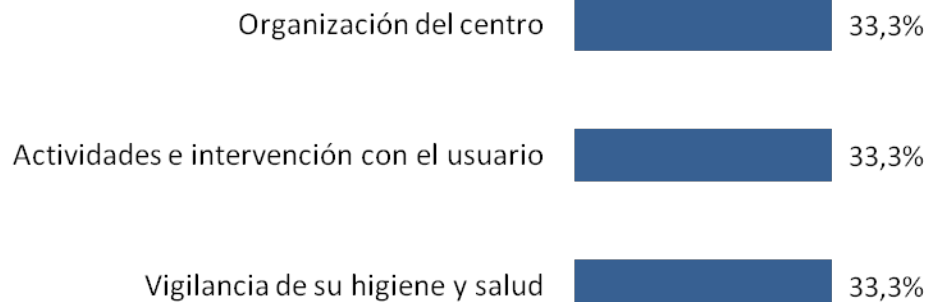 Organización del centro 33,3%
Actividades e intervención con el usuario 33,3%
Vigilancia de su higiene y salud 33,3%